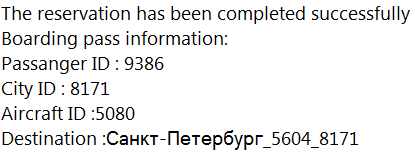 The reservation has been completed successfully
Boarding pass information:
Passanger ID : 9386
City ID : 8171
Aircraft ID :5080
Destination :Санкт-Петербург_5604_8171